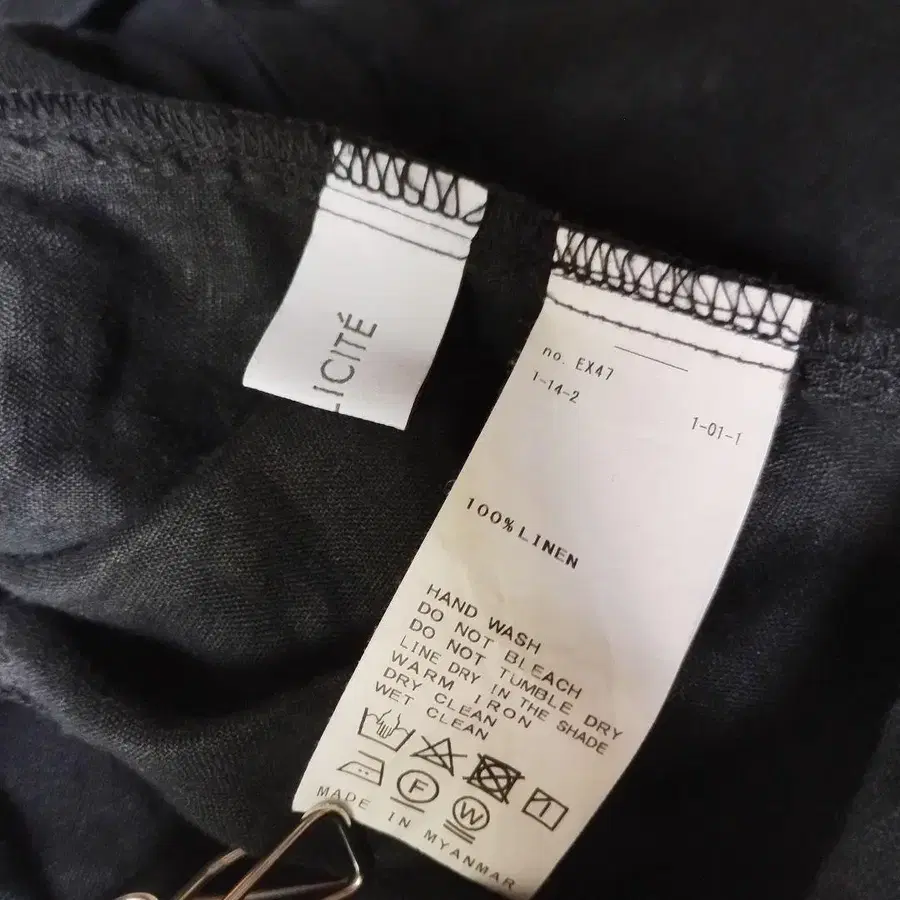 LICITÉ
no. EX47
1-14-2
1-01-1
100%LINEN
HAND WASH
DO NOT BLEACH
DO NOT TUMBLE DRY
LINE DRY IN THE SHADE
WARM IRON
DRY CLEAN
WET CLEAN
F
W
MADE IN MYANMAR